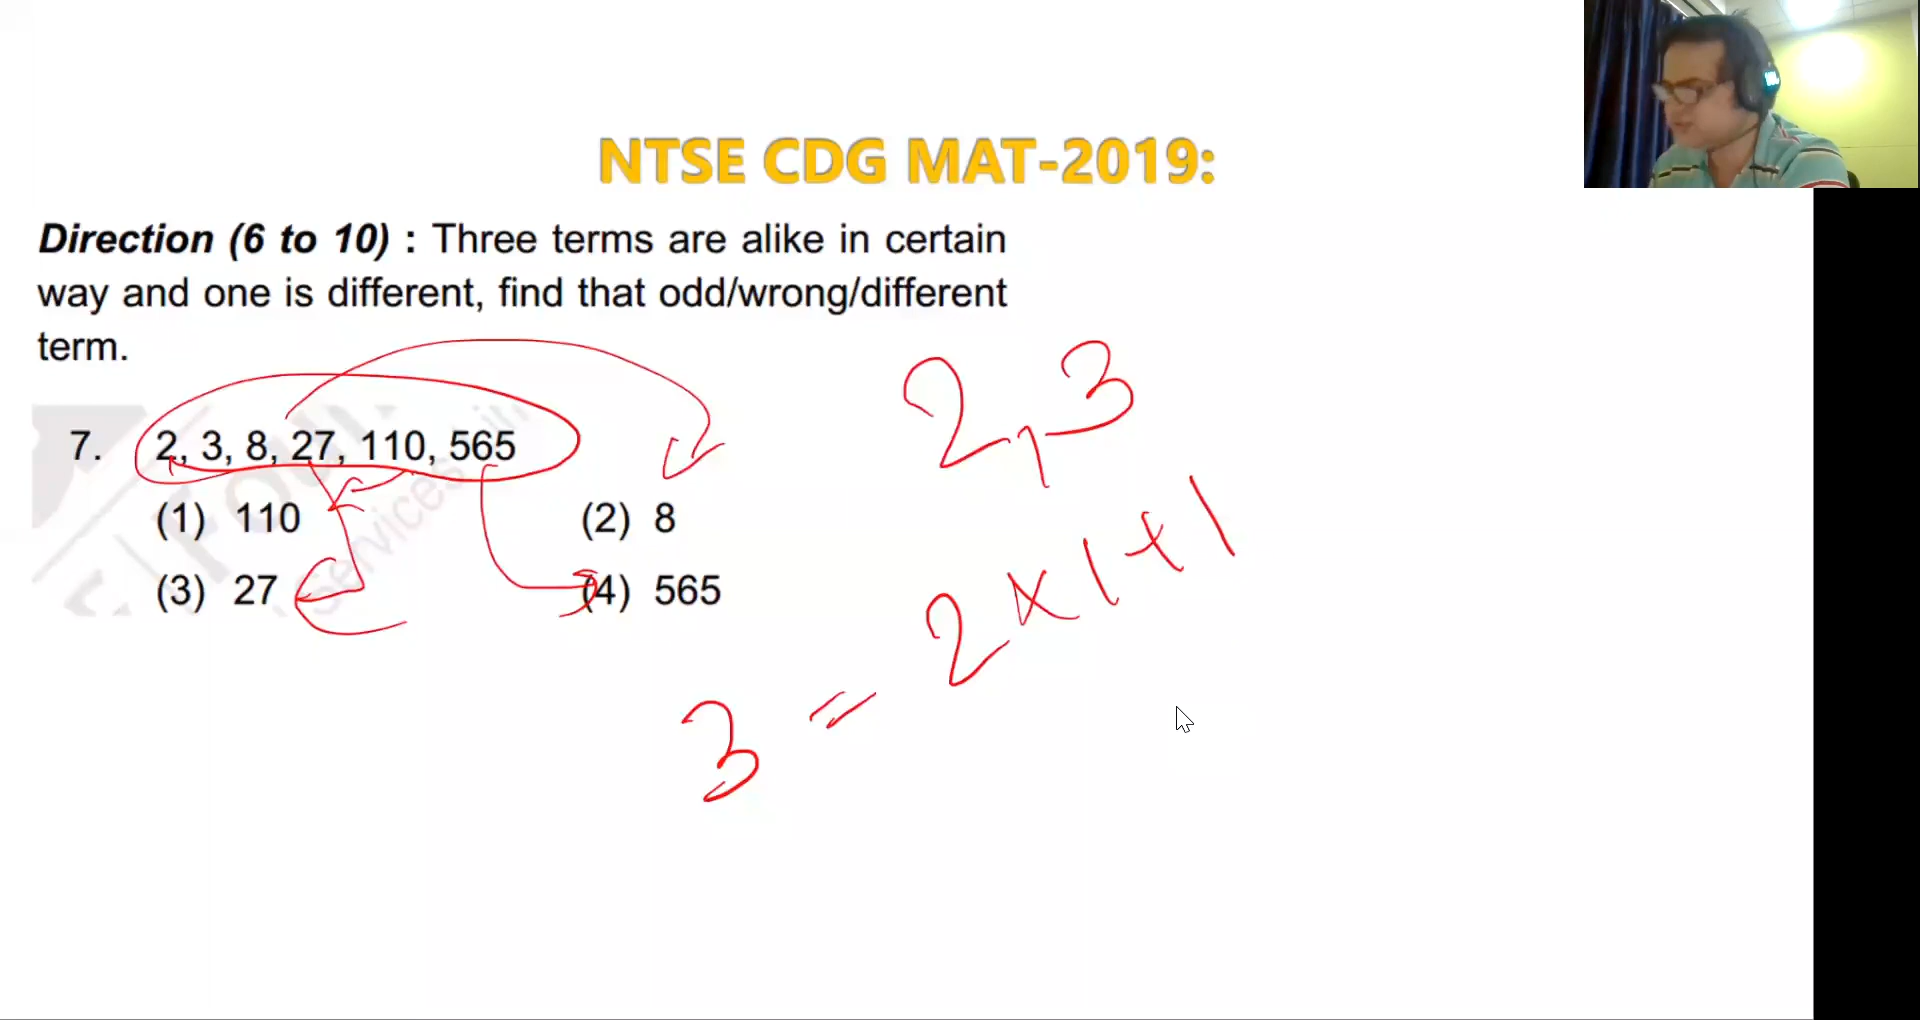 NTSE CDG MAT-2019:
Direction (6 to 10) : Three terms are alike in certain
way and one is different, find that odd/wrong/different
term.
7. 2, 3, 8, 27, 110, 565
(1) 110 (2) 8
(3) 27 (4) 565
2, 3
3 = 2 × 1 + 1